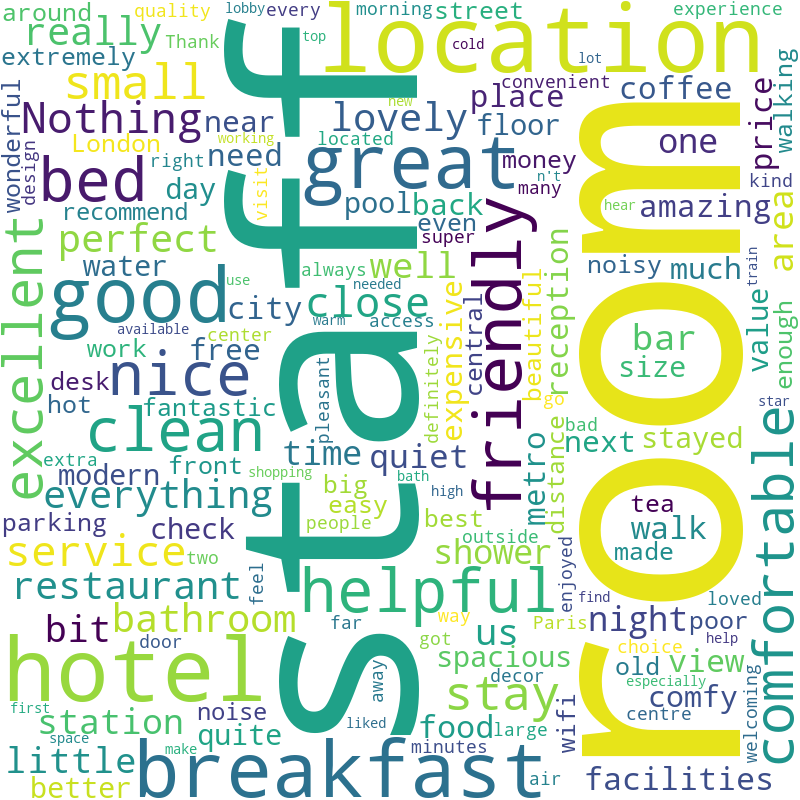 around
quality
lobby
every
morning
street
experience
really
Thank
top
location
cold
lot
extremely
small
convenient
coffee
place
price
walking
wonderful
design
Nothing
near
lovely
floor
new
working
located
London
right
need
great
money
one
bed
day
visit
many
n't
kind
recommend
pool
back
even
super
hear
amazing
area
perfect
water
always
well
noisy
much
train
excellent
good
use
needed
city
close
warm
access
available
center
staff
friendly
room
reception
beautiful
central
expensive
definitely
value
enough
bar
size
work
free
desk
nice
pleasant
go
star
hot
fantastic
bad
next
stayed
clean
time
quiet
metro
distance
comfortable
extra
front
shopping
bath
modern
everything
big
high
easy
tea
parking
check
people
best
walk
outside
made
service
two
shower
enjoyed
restaurant
feel
helpful
find
loved
bathroom
way
Paris
night
poor
bit
far
us
help
door
got
choice
hotel
away
spacious
old
view
decor
stay
especially
comfy
welcoming
first
noise
station
liked
food
large
wifi
centre
space
quite
make
minutes
little
breakfast
air
facilities
better